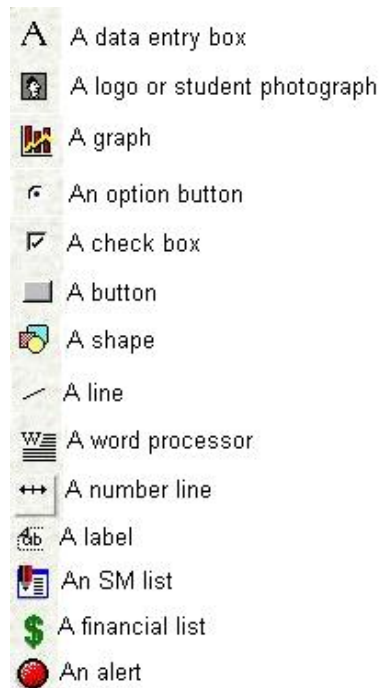 A A data entry box
A logo or student photograph
A graph
An option button
A check box
A button
A shape
A line
W A word processor
A number line
Ab A label
An SM list
$ A financial list
An alert